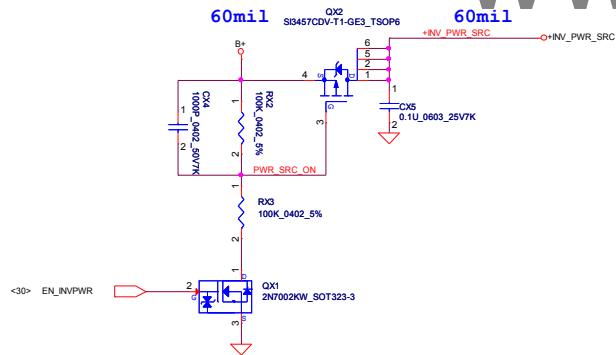 60mil
QX2
SI3457CDV-T1-GE3_TSOP6
60mil
+INV_PWR_SRC
+INV_PWR_SRC
B+
4
S
D
G
6
5
2
1
3
1
CX5
0.1U_0603_25V7K
2
CX4
1000P_0402_50V7K
1
2
RX2
100K_0402_5%
1
2
PWR_SRC_ON
1
RX3
100K_0402_5%
2
1
D
<30> EN_INVPWR
2
G
QX1
2N7002KW_SOT323-3
S
3